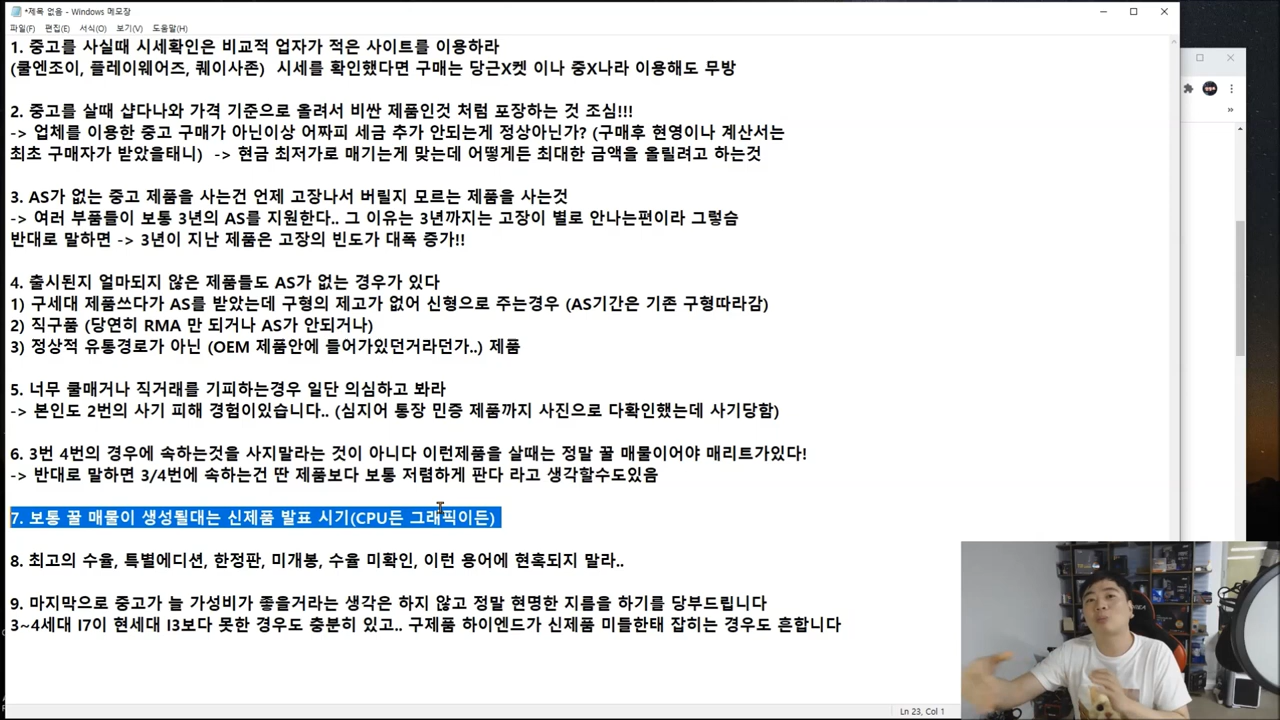 *제목 없음 - Windows 메모장
파일(F) 편집(E) 서식(O) 보기(V) 도움말(H)
1. 중고를 사실때 시세확인은 비교적 업자가 적은 사이트를 이용하라
(쿨엔조이, 플레이웨어즈, 퀘이사존)  시세를 확인했다면 구매는 당근X켓 이나 중X나라 이용해도 무방
2. 중고를 살때 샵다나와 가격 기준으로 올려서 비싼 제품인것 처럼 포장하는 것 조심!!!
-> 업체를 이용한 중고 구매가 아닌이상 어짜피 세금 추가 안되는게 정상아닌가? (구매후 현영이나 계산서는
최초 구매자가 받았을태니)  -> 현금 최저가로 매기는게 맞는데 어떻게든 최대한 금액을 올릴려고 하는것
3. AS가 없는 중고 제품을 사는건 언제 고장나서 버릴지 모르는 제품을 사는것
-> 여러 부품들이 보통 3년의 AS를 지원한다.. 그 이유는 3년까지는 고장이 별로 안나는편이라 그렇슴
반대로 말하면 -> 3년이 지난 제품은 고장의 빈도가 대폭 증가!!
4. 출시된지 얼마되지 않은 제품들도 AS가 없는 경우가 있다
1) 구세대 제품쓰다가 AS를 받았는데 구형의 제고가 없어 신형으로 주는경우 (AS기간은 기존 구형따라감)
2) 직구품 (당연히 RMA 만 되거나 AS가 안되거나)
3) 정상적 유통경로가 아닌 (OEM 제품안에 들어가있던거라던가..) 제품
5. 너무 쿨매거나 직거래를 기피하는경우 일단 의심하고 봐라
-> 본인도 2번의 사기 피해 경험이있습니다.. (심지어 통장 민증 제품까지 사진으로 다확인했는데 사기당함)
6. 3번 4번의 경우에 속하는것을 사지말라는 것이 아니다 이런제품을 살때는 정말 꿀 매물이어야 매리트가있다!
-> 반대로 말하면 3/4번에 속하는건 딴 제품보다 보통 저렴하게 판다 라고 생각할수도있음
7. 보통 꿀 매물이 생성될대는 신제품 발표 시기(CPU든 그래픽이든)
8. 최고의 수율, 특별에디션, 한정판, 미개봉, 수율 미확인, 이런 용어에 현혹되지 말라..
9. 마지막으로 중고가 늘 가성비가 좋을거라는 생각은 하지 않고 정말 현명한 지름을 하기를 당부드립니다
3~4세대 I7이 현세대 I3보다 못한 경우도 충분히 있고.. 구제품 하이엔드가 신제품 미들한태 잡히는 경우도 흔합니다
Ln 23, Col 1